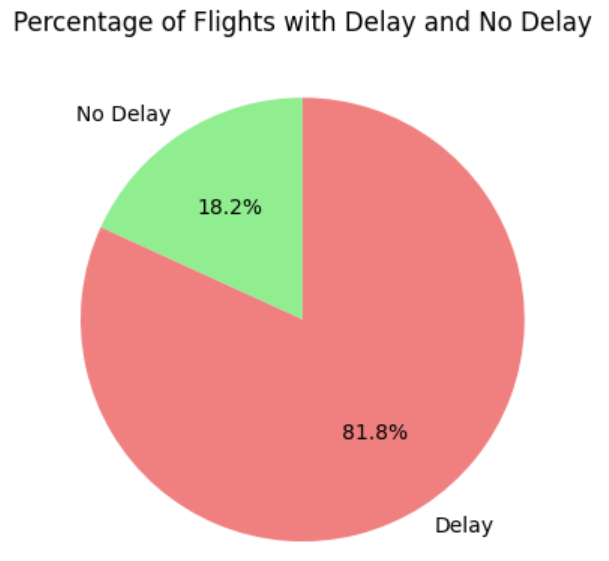 Percentage of Flights with Delay and No Delay
No Delay
18.2%
81.8%
Delay